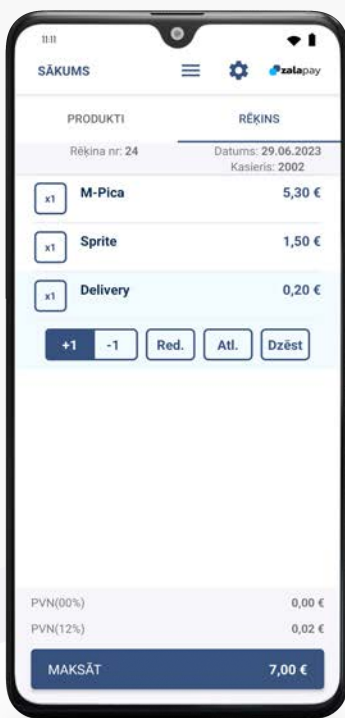 11:11
SĀKUMS zalapay
PRODUKTI RĒĶINS
Rēķina nr: 24 Datums: 29.06.2023
Kasieris: 2002
x1 M-Pica 5,30 €
x1 Sprite 1,50 €
x1 Delivery 0,20 €
+1 -1 Red. Atl. Dzēst
PVN(00%) 0,00 €
PVN(12%) 0,02 €
MAKSĀT 7,00 €